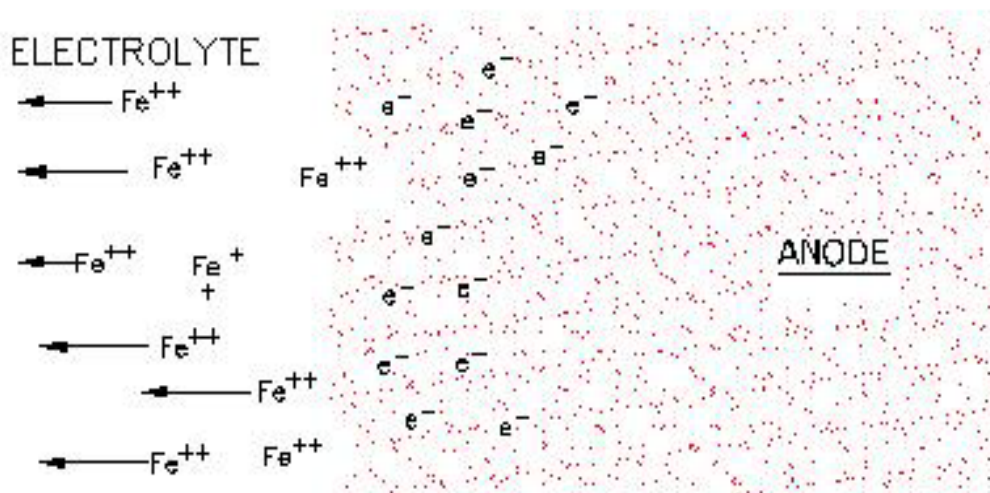 ELECTROLYTE
e⁻
Fe⁺⁺ e⁻ e⁻ e⁻
Fe⁺⁺ Fe⁺⁺ e⁻ e⁻
e⁻
Fe⁺⁺ Fe⁺
+
ANODE
e⁻ e⁻
Fe⁺⁺ e⁻ e⁻
Fe⁺⁺
e⁻ e⁻
Fe⁺⁺ Fe⁺⁺